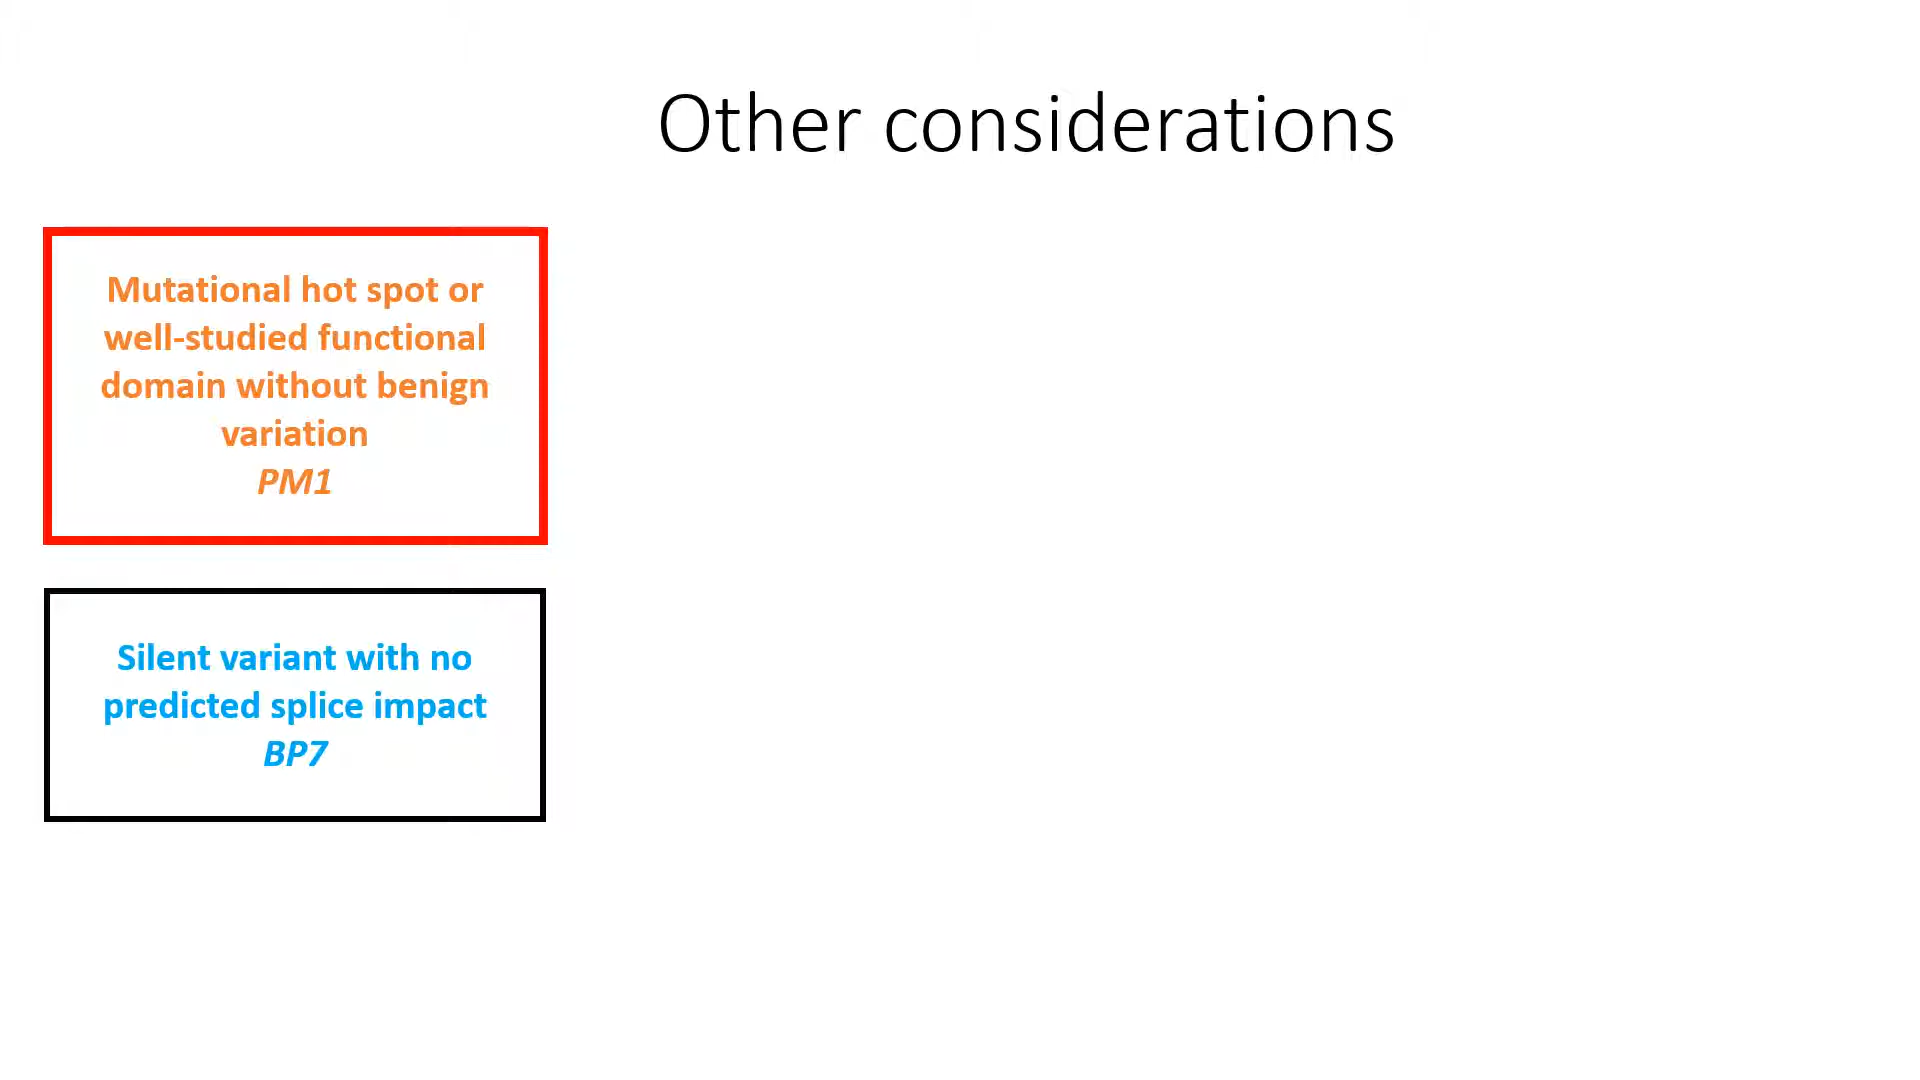 Other considerations
Mutational hot spot or
well-studied functional
domain without benign
variation
PM1
Silent variant with no
predicted splice impact
BP7